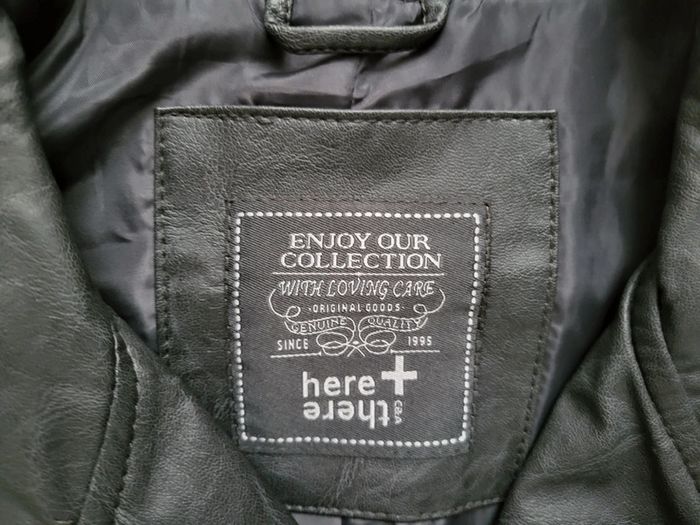 ENJOY OUR
COLLECTION
WITH LOVING CARE
·ORIGINAL GOODS·
GENUINE QUALITY
SINCE 1995
here +
there
C&A